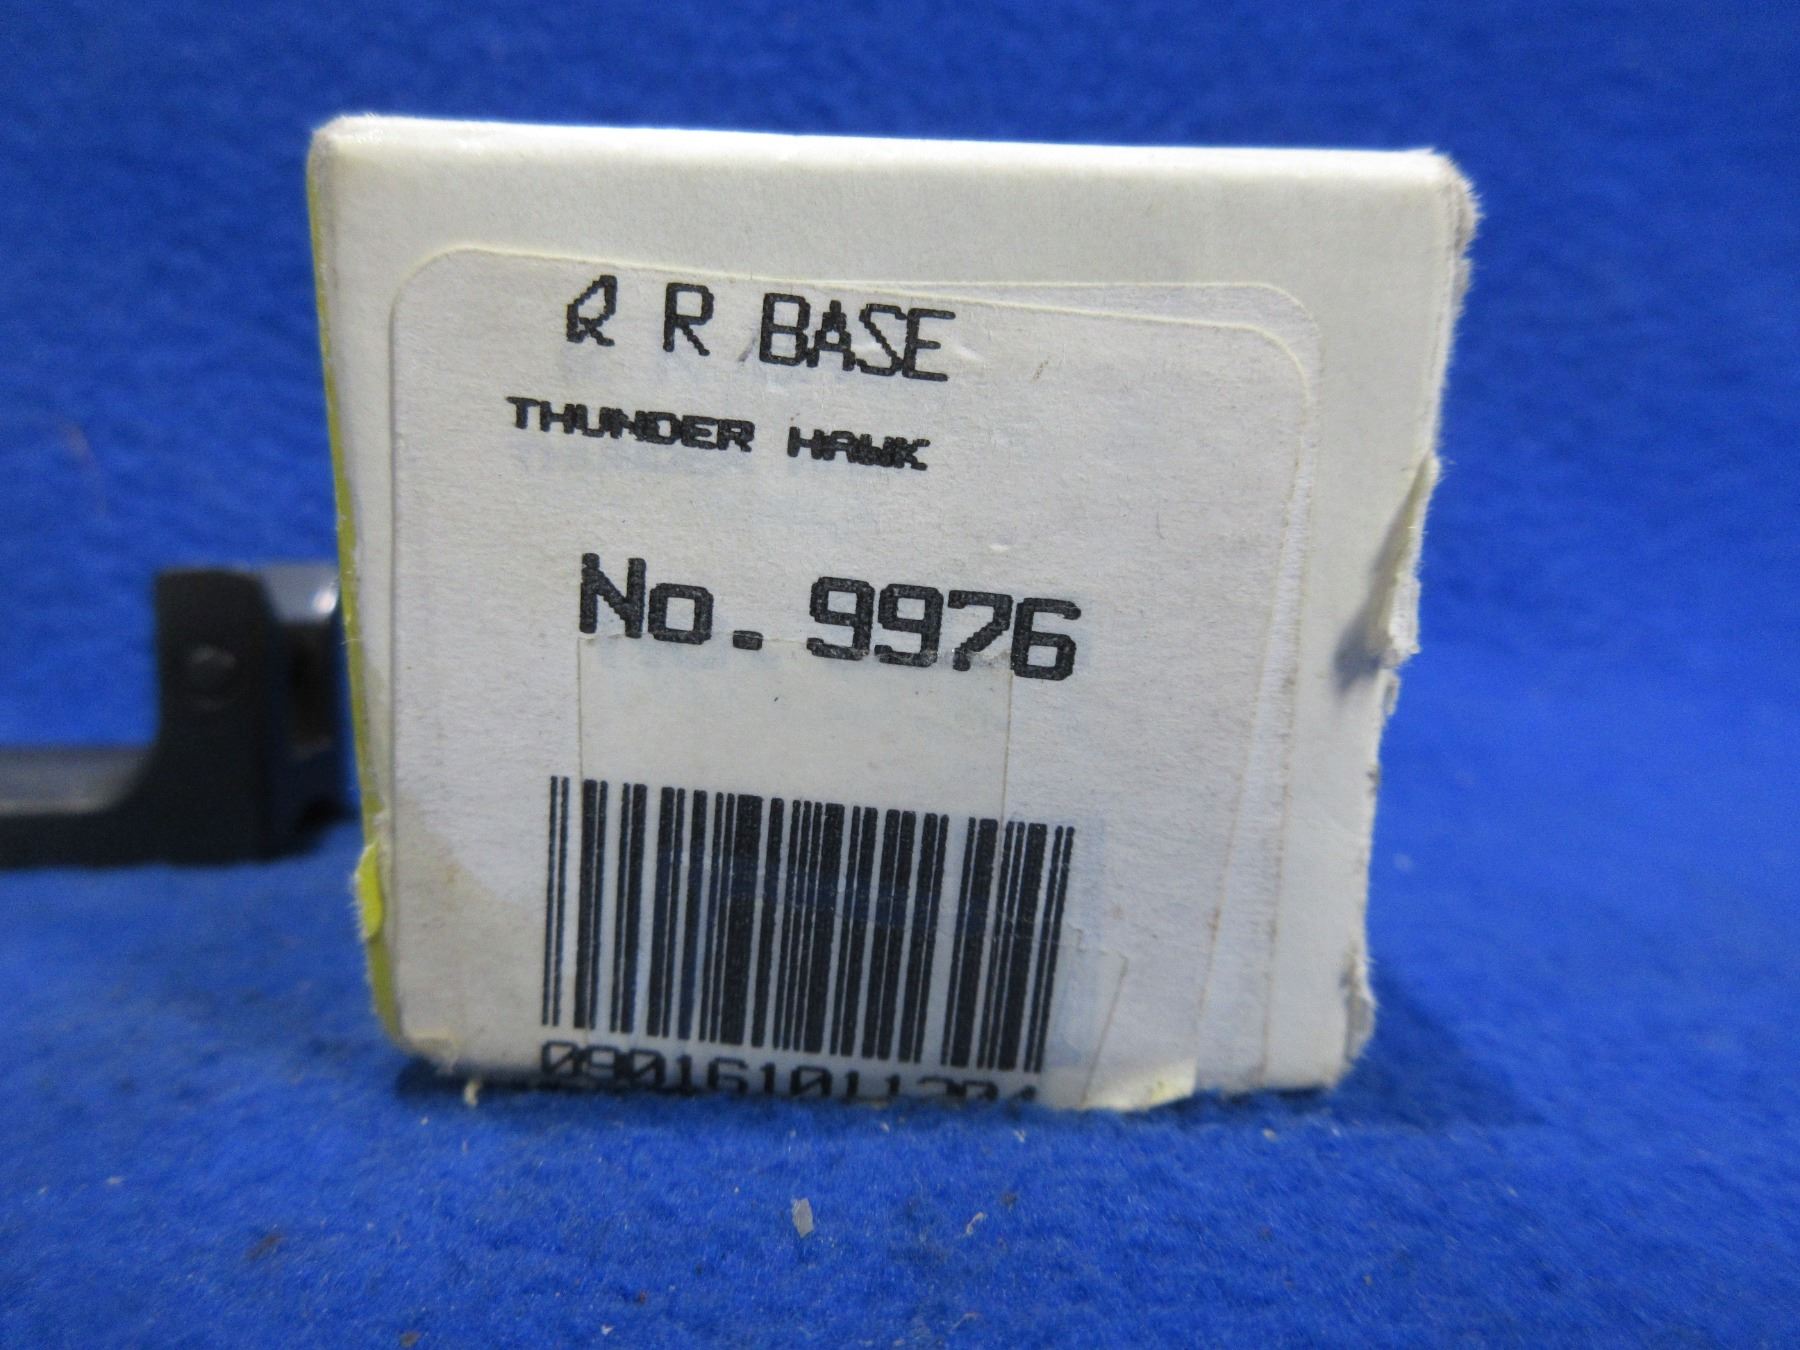 Q R BASE
THUNDER HAWK
No. 9976